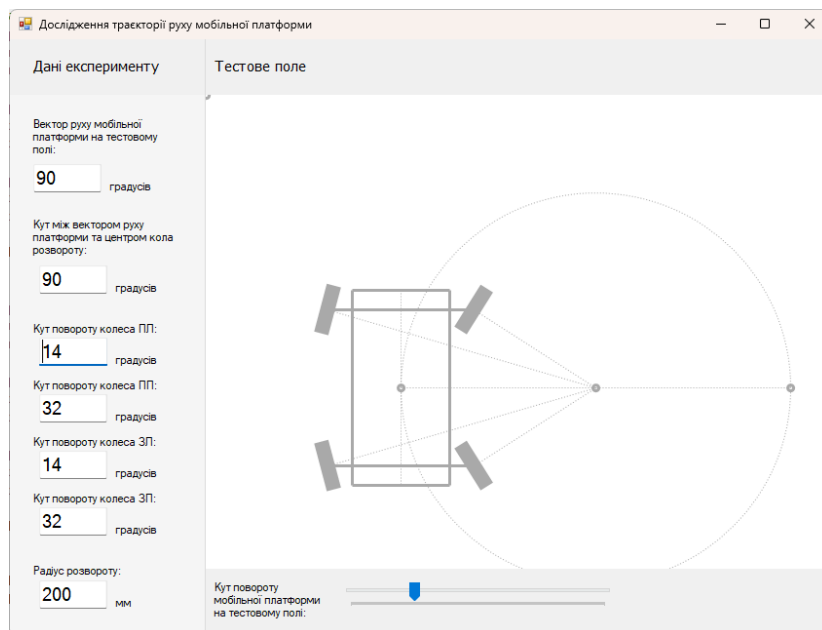 Дослідження траєкторії руху мобільної платформи
Дані експерименту
Тестове поле
Вектор руху мобільної
платформи на тестовому
полі:
90
градусів
Кут між вектором руху
платформи та центром кола
розвороту:
90
градусів
Кут повороту колеса ПЛ:
14
градусів
Кут повороту колеса ПП:
32
градусів
Кут повороту колеса ЗЛ:
14
градусів
Кут повороту колеса ЗП:
32
градусів
Радіус розвороту:
200
мм
Кут повороту
мобільної платформи
на тестовому полі: